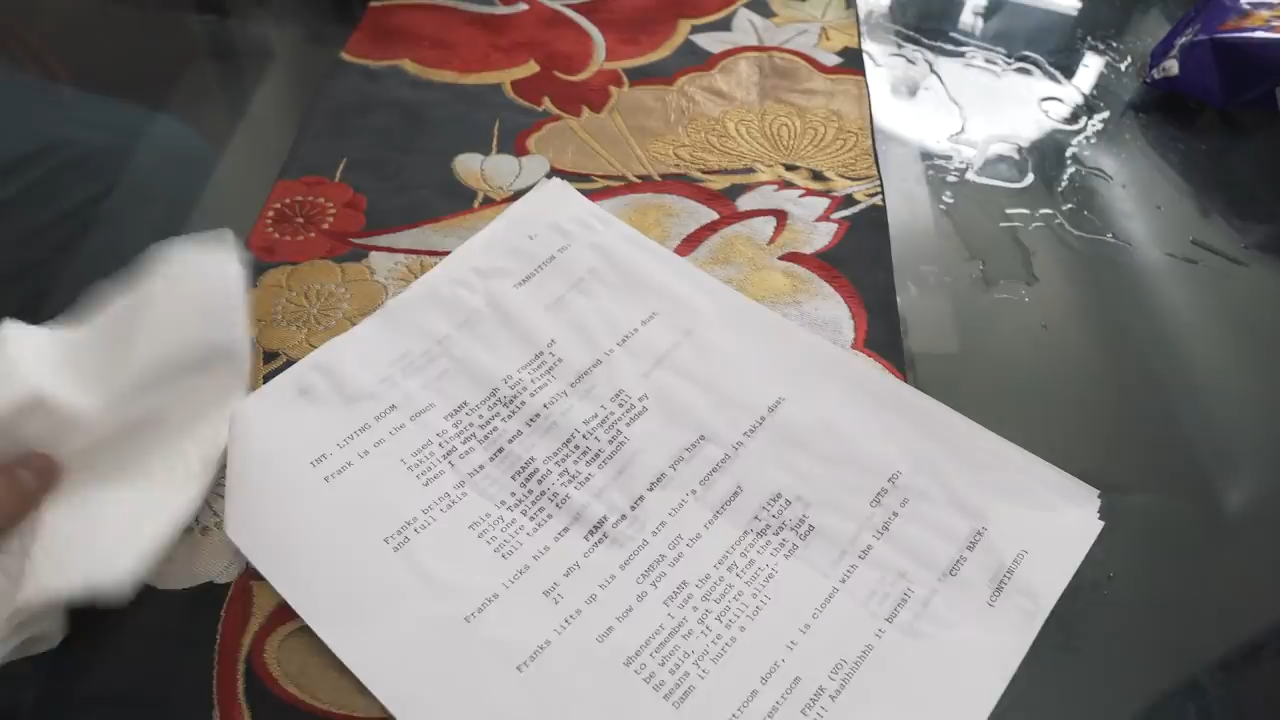 2.
TRANSITION TO:
INT. LIVING ROOM
Frank is on the couch
FRANK
I used to go through 20 rounds of
Takis fingers a day, but then I
realized why have Takis fingers
when I can have Takis arms!!
Franks bring up his arm and its fully covered is takis dust
and full takis
FRANK
This is a game changer! Now I can
enjoy Takis and Takis fingers all
in one place...my arm! I covered my
entire arm in Taki dust and added
full takis for that crunch!
Franks licks his arm
FRANK
But why cover one arm when you have
2!
Franks lifts up his second arm that's covered in Takis dust
CAMERA GUY
Uum how do you use the restroom?
FRANK
Whenever I use the restroom, I like
to remember a quote my grandpa told
be when he got back from the war.
He said, If you're hurt, that just
means you're still alive!- And God
Damn it hurts a lot!!
CUTS TO:
door, it is closed with the lights on
FRANK (VO)
Aaahhhhhh it burns!!
CUTS BACK:
(CONTINUED)